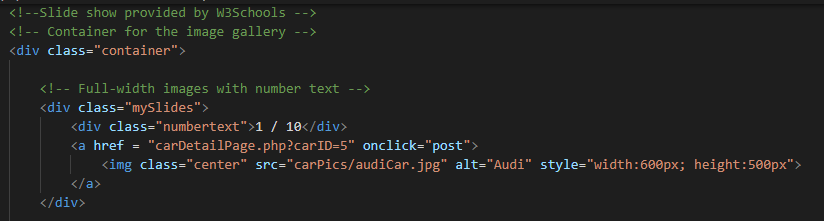 <!--Slide show provided by W3Schools -->
<!-- Container for the image gallery -->
<div class="container">
<!-- Full-width images with number text -->
<div class="mySlides">
<div class="numbertext">1 / 10</div>
<a href = "carDetailPage.php?carID=5" onclick="post">
<img class="center" src="carPics/audiCar.jpg" alt="Audi" style="width:600px; height:500px">
</a>
</div>